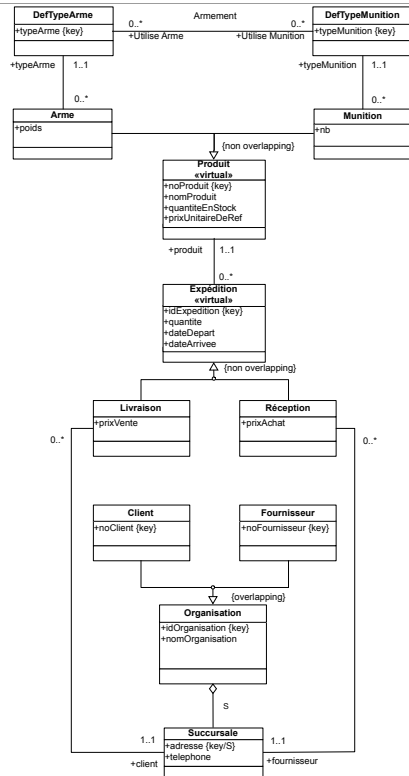 DefTypeArme
+typeArme {key}
Armement
0..*
0..*
+Utilise Arme
+Utilise Munition
DefTypeMunition
+typeMunition {key}
+typeArme
1..1
0..*
+typeMunition
1..1
0..*
Arme
+poids
Munition
+nb
{non overlapping}
Produit
«virtual»
+noProduit {key}
+nomProduit
+quantiteEnStock
+prixUnitaireDeRef
+produit
1..1
0..*
Expédition
«virtual»
+idExpedition {key}
+quantite
+dateDepart
+dateArrivee
{non overlapping}
Livraison
+prixVente
Réception
+prixAchat
0..*
0..*
Client
+noClient {key}
Fournisseur
+noFournisseur {key}
{overlapping}
Organisation
+idOrganisation {key}
+nomOrganisation
S
Succursale
+adresse {key/S}
+telephone
1..1
+client
1..1
+fournisseur